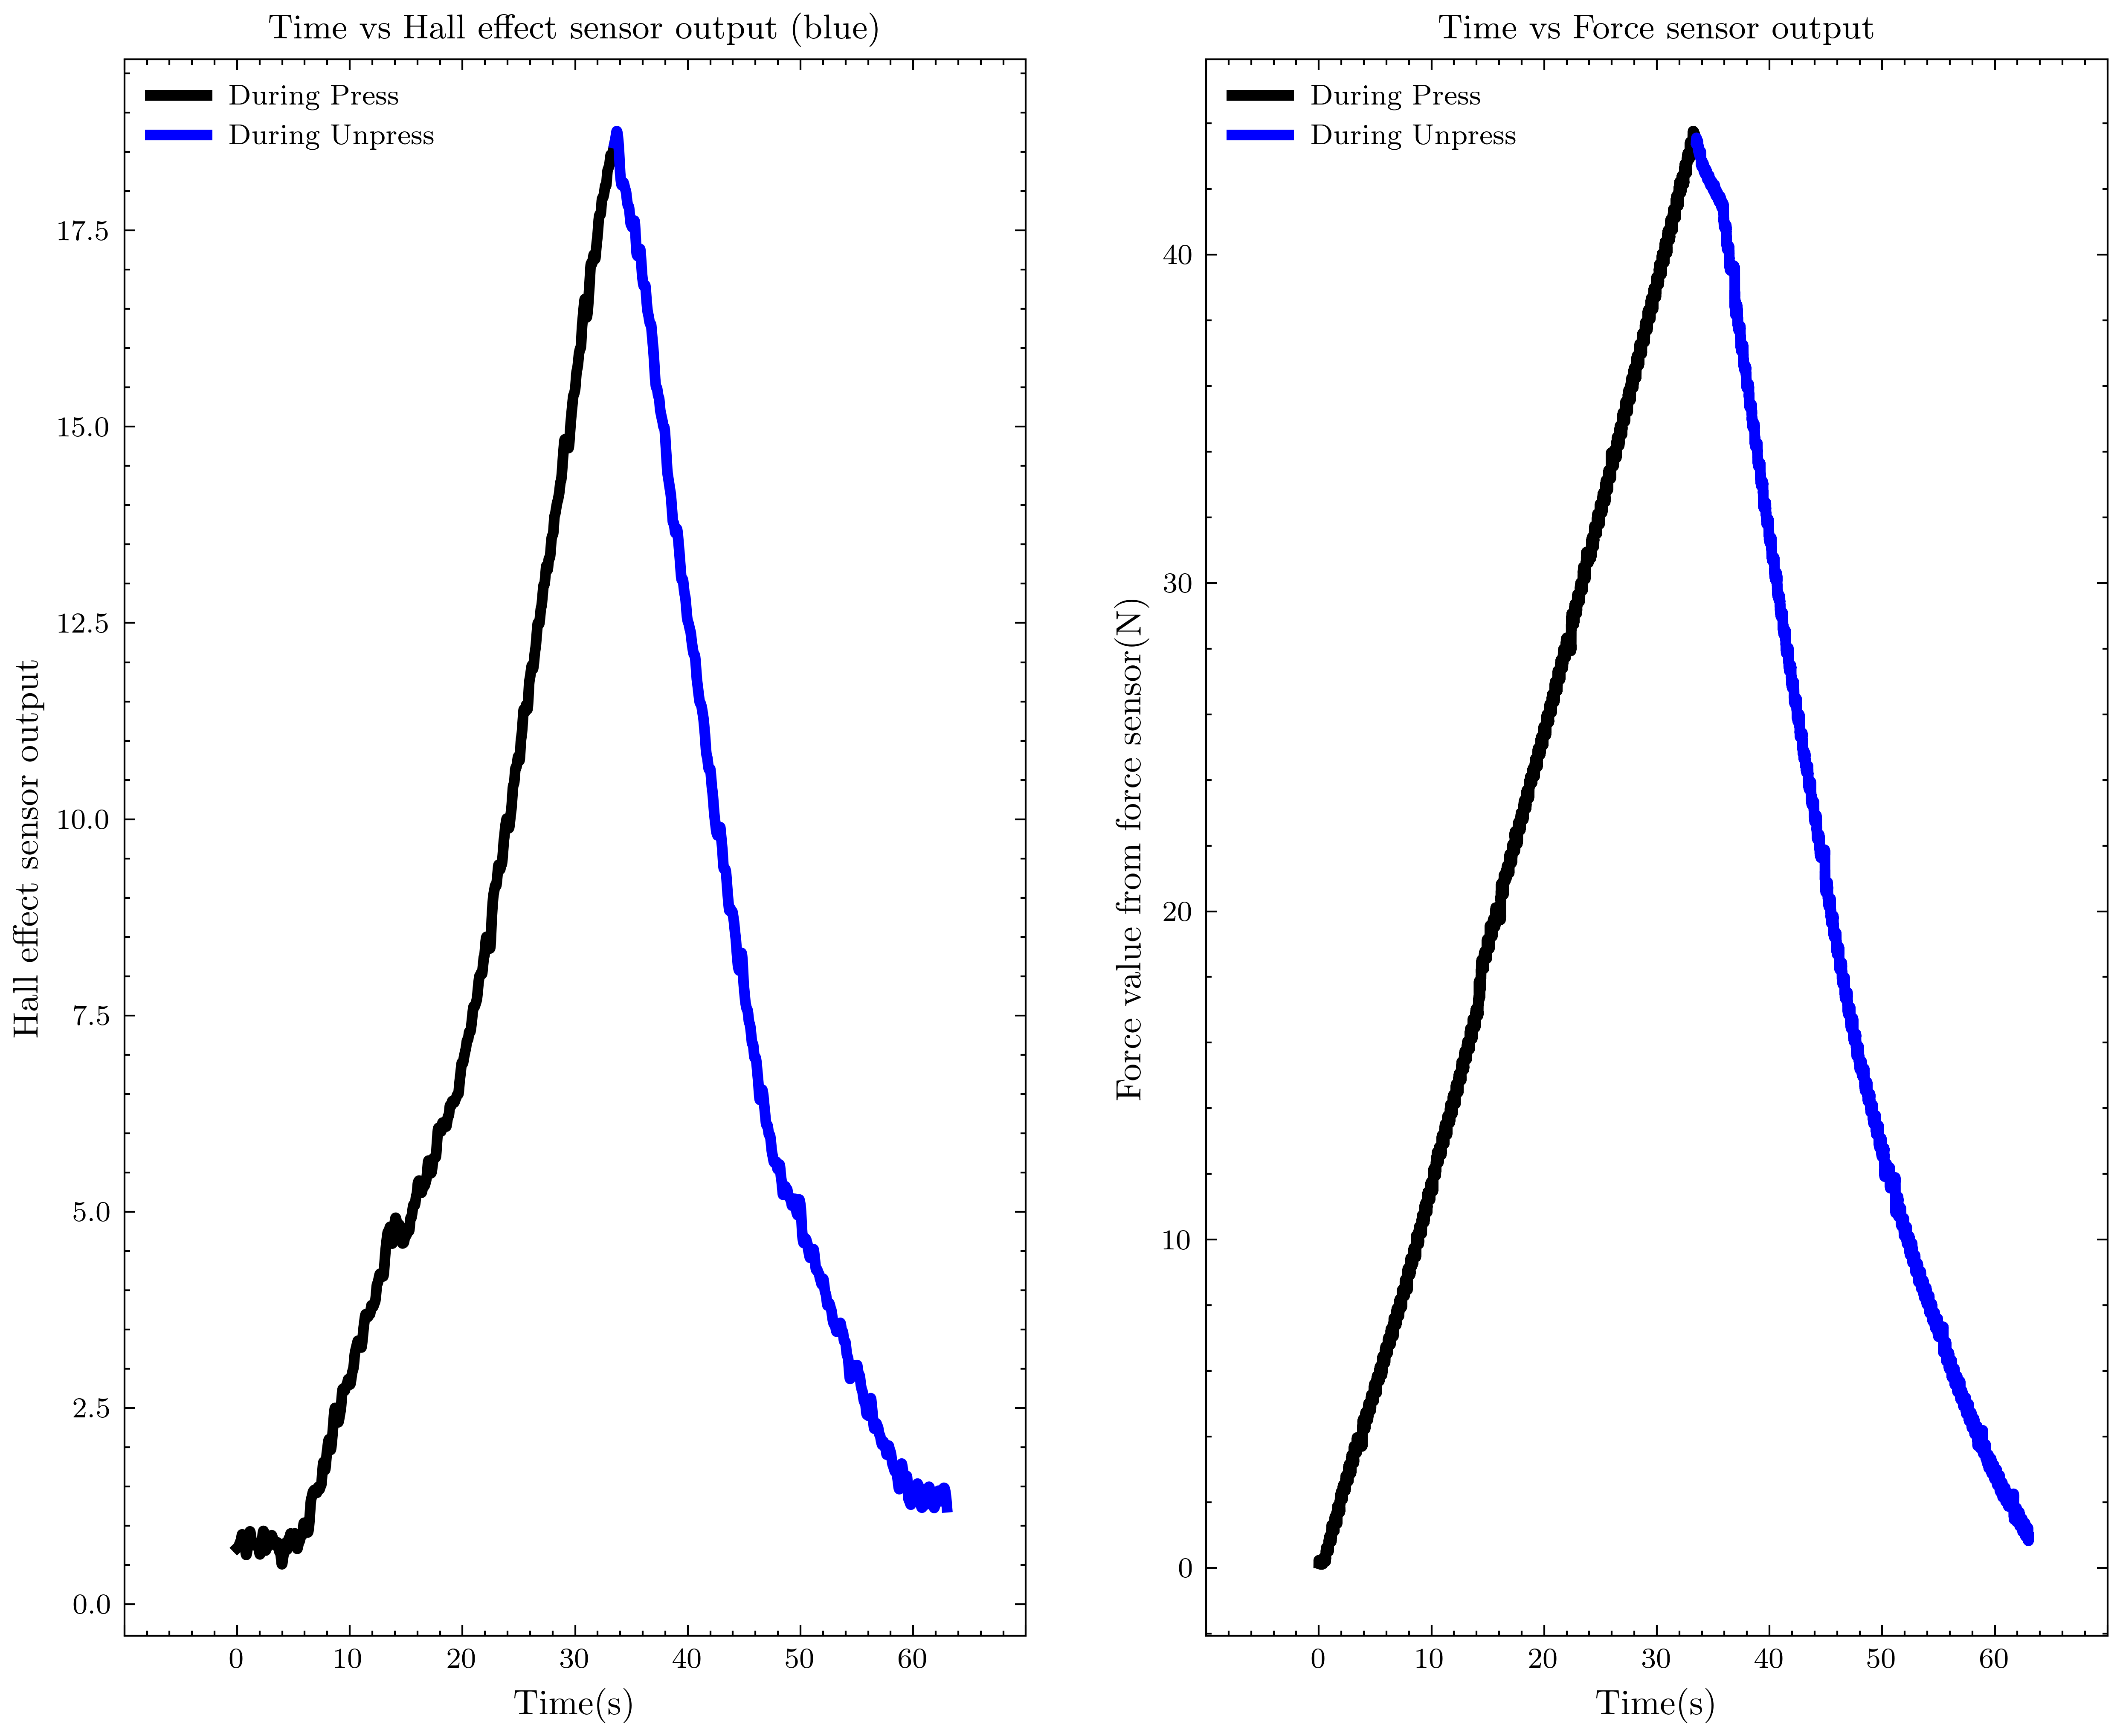 Time vs Hall effect sensor output (blue)
During Press
During Unpress
Hall effect sensor output
17.5
15.0
12.5
10.0
7.5
5.0
2.5
0.0
0 10 20 30 40 50 60
Time(s)
Time vs Force sensor output
During Press
During Unpress
Force value from force sensor(N)
40
30
20
10
0
0 10 20 30 40 50 60
Time(s)